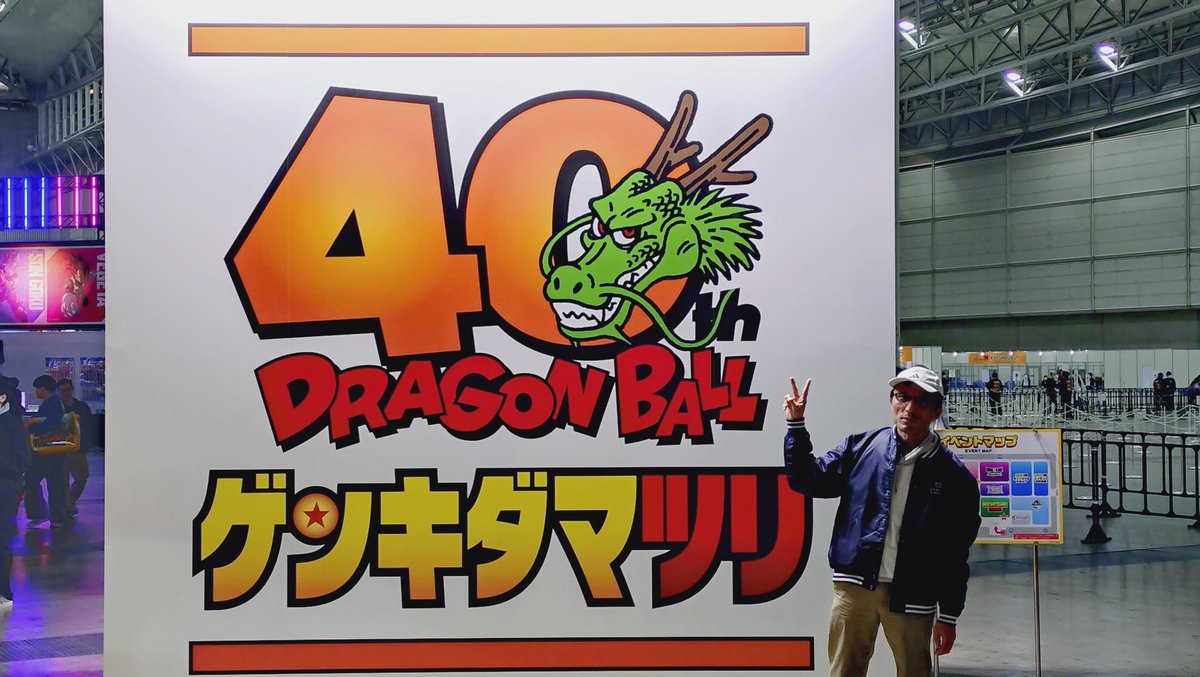 40th
DRAGON BALL
ゲンキダマツリ
SON GOKU
VEGETA
イベントマップ
EVENT MAP